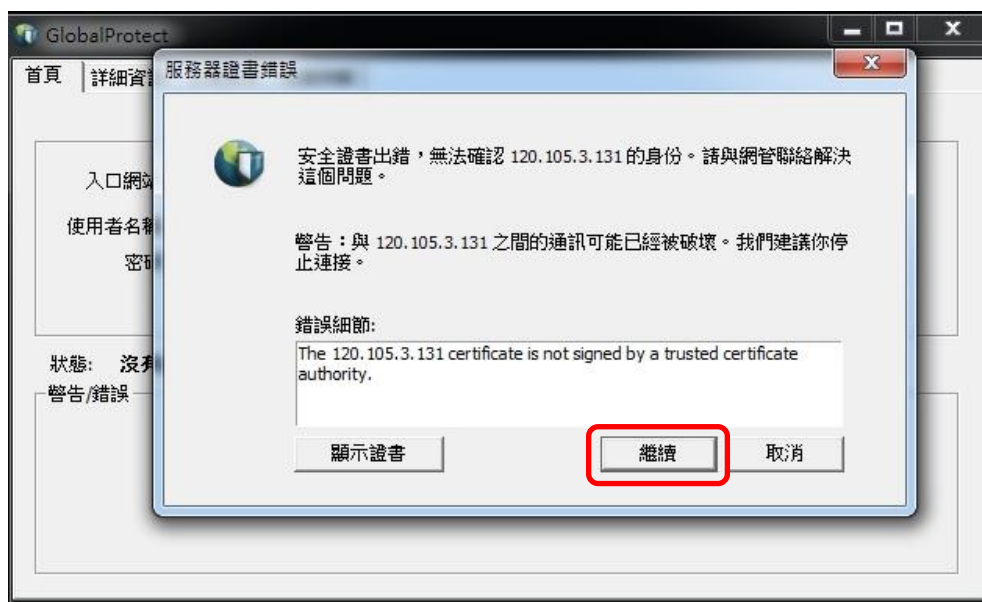 GlobalProtect
首頁
詳細資
服務器證書錯誤
安全證書出錯，無法確認 120.105.3.131 的身份。請與網管聯絡解決
這個問題。
入口網
使用者名
警告：與 120.105.3.131 之間的通訊可能已經被破壞。我們建議你停
止連接。
密
錯誤細節:
The 120.105.3.131 certificate is not signed by a trusted certificate
authority.
狀態: 沒
警告/錯誤
顯示證書
繼續
取消